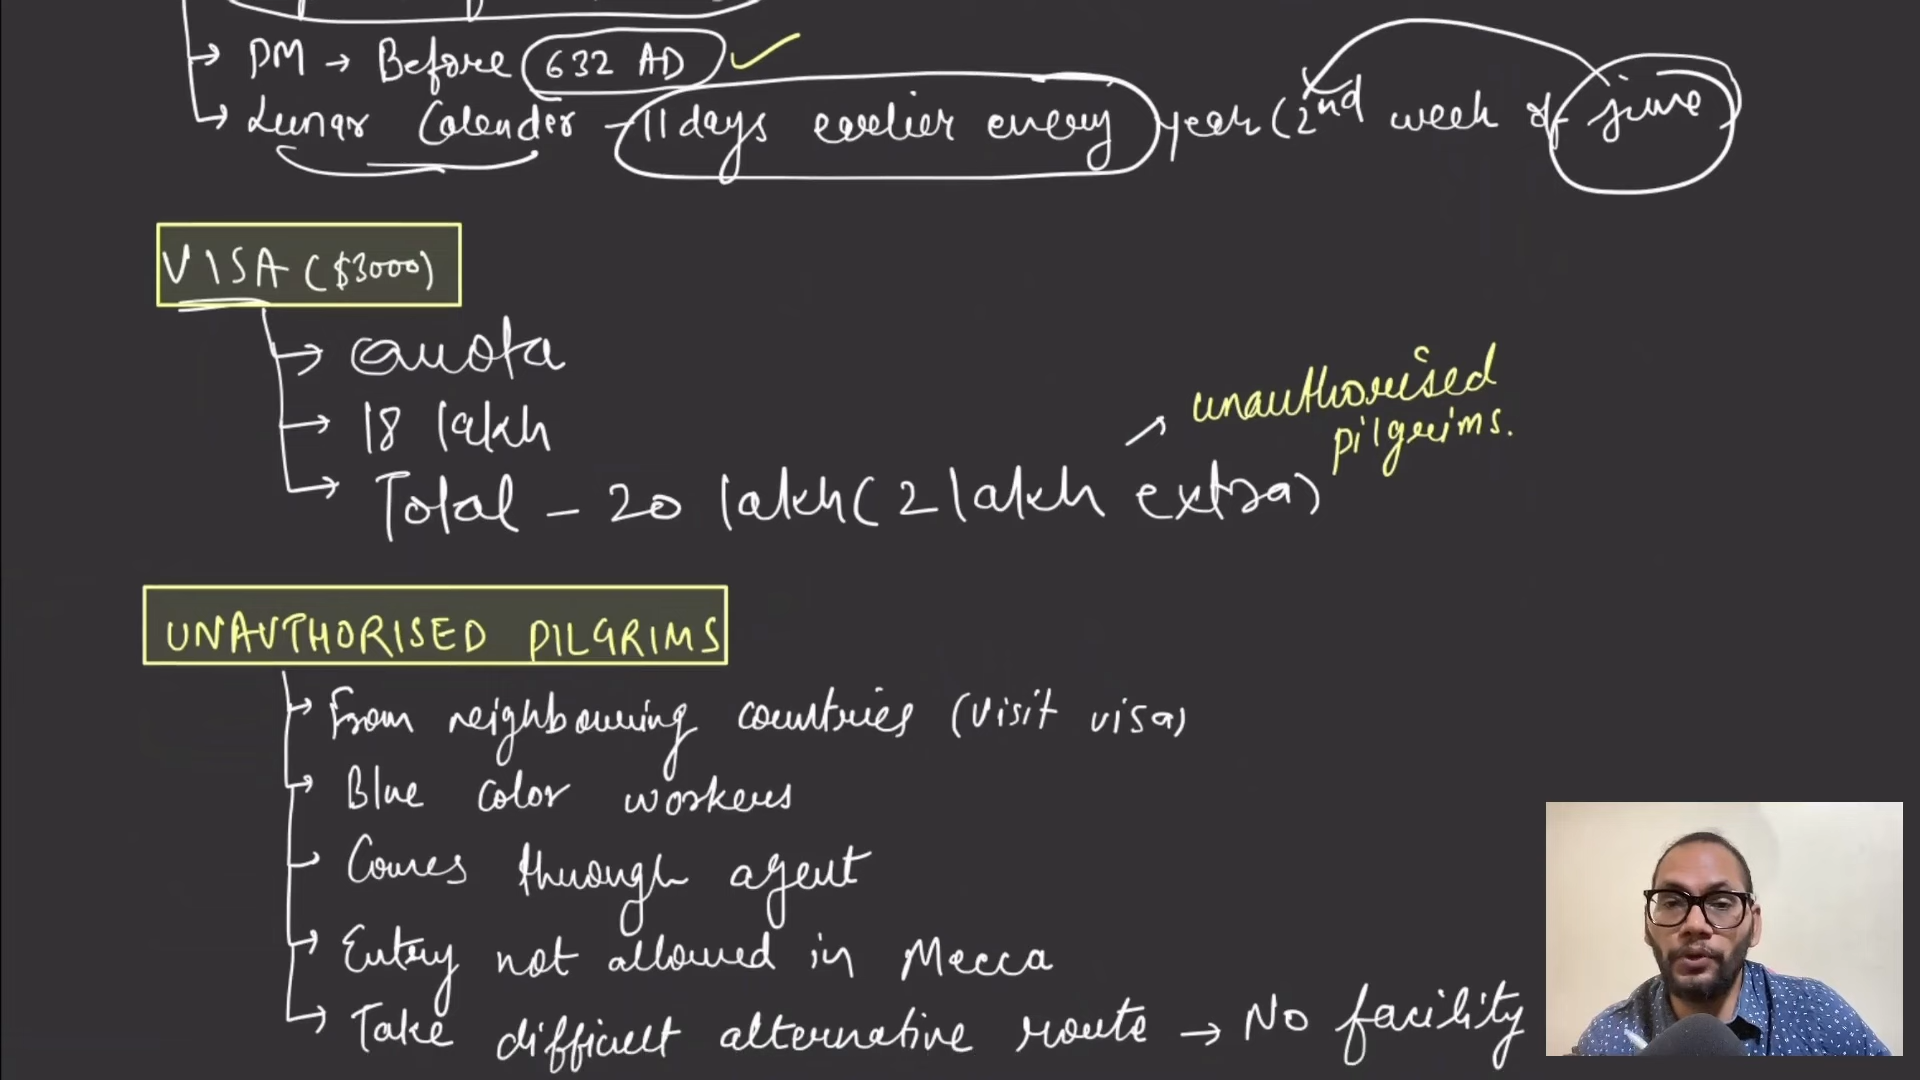 → PM → Before 632 AD ✓
→ Lunar Calender - 11 days earlier every year (2nd week of june)
VISA ($3000)
→ Quota
→ 18 lakh
unauthorised
pilgrims.
→ Total - 20 lakh (2 lakh extra)
UNAUTHORISED PILGRIMS
→ From neighbouring countries (visit visa)
→ Blue color workers
→ Comes through agent
→ Entry not allowed in Mecca
→ Take difficult alternative route → No facility